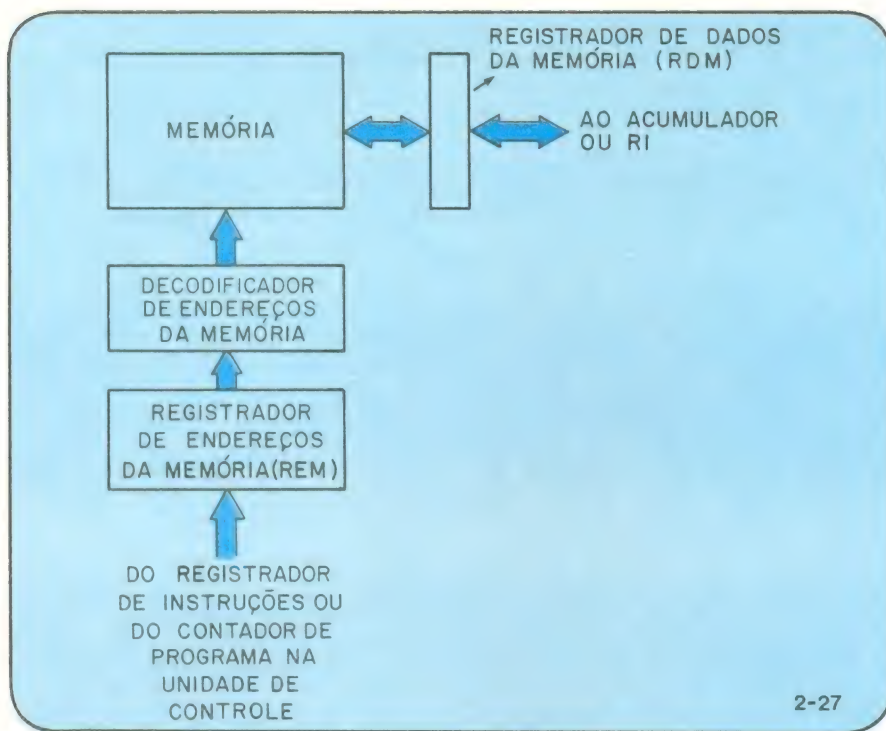 REGISTRADOR DE DADOS
DA MEMÓRIA (RDM)
MEMÓRIA
AO ACUMULADOR
OU RI
DECODIFICADOR
DE ENDEREÇOS
DA MEMÓRIA
REGISTRADOR
DE ENDEREÇOS
DA MEMÓRIA(REM)
DO REGISTRADOR
DE INSTRUÇÕES OU
DO CONTADOR DE
PROGRAMA NA
UNIDADE DE
CONTROLE
2-27